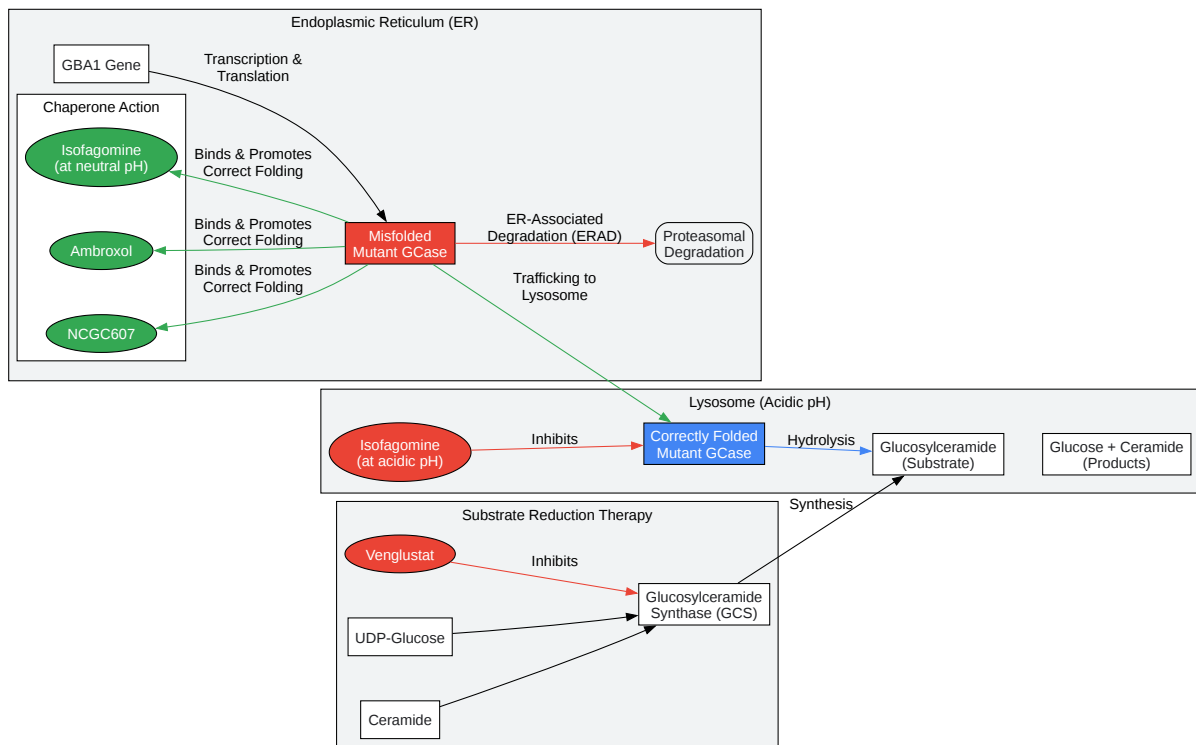 Endoplasmic Reticulum (ER)
GBA1 Gene
Transcription &
Translation
Chaperone Action
Isofagomine
(at neutral pH)
Binds & Promotes
Correct Folding
Ambroxol
Binds & Promotes
Correct Folding
NCGC607
Binds & Promotes
Correct Folding
Misfolded
Mutant GCase
ER-Associated
Degradation (ERAD)
Proteasomal
Degradation
Trafficking to
Lysosome
Lysosome (Acidic pH)
Isofagomine
(at acidic pH)
Inhibits
Correctly Folded
Mutant GCase
Hydrolysis
Glucosylceramide
(Substrate)
Glucose + Ceramide
(Products)
Synthesis
Substrate Reduction Therapy
Venglustat
Inhibits
Glucosylceramide
Synthase (GCS)
UDP-Glucose
Ceramide